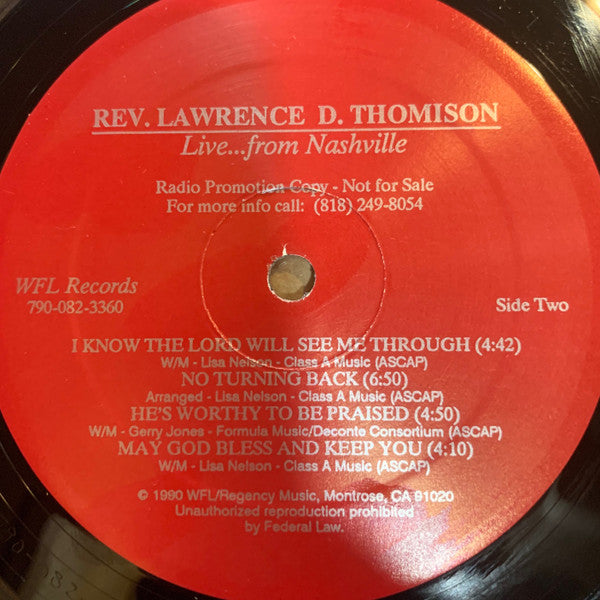 REV. LAWRENCE D. THOMISON
Live...from Nashville
Radio Promotion Copy - Not for Sale
For more info call: (818) 249-8054
WFL Records
790-082-3360
Side Two
I KNOW THE LORD WILL SEE ME THROUGH (4:42)
W/M - Lisa Nelson - Class A Music (ASCAP)
NO TURNING BACK (6:50)
Arranged - Lisa Nelson - Class A Music (ASCAP)
HE'S WORTHY TO BE PRAISED (4:50)
W/M - Gerry Jones - Formula Music/Deconte Consortium (ASCAP)
MAY GOD BLESS AND KEEP YOU (4:10)
W/M - Lisa Nelson - Class A Music (ASCAP)
© 1990 WFL/Regency Music, Montrose, CA 91020
Unauthorized reproduction prohibited
by Federal Law.